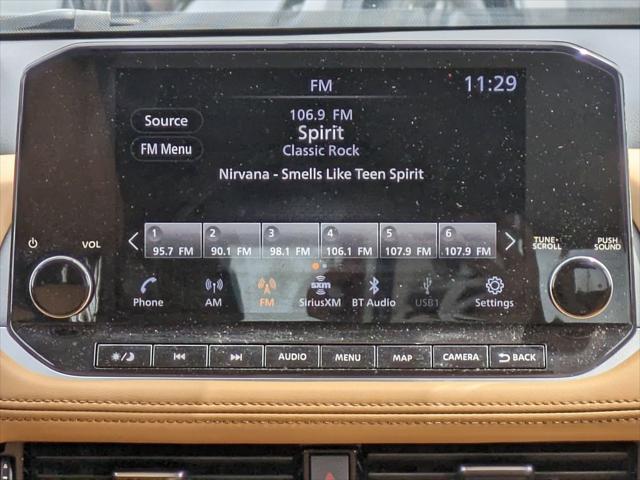 FM 11:29
106.9 FM
Source
Spirit
FM Menu
Classic Rock
Nirvana - Smells Like Teen Spirit
1 2 3 4 5 6
95.7 FM 90.1 FM 98.1 FM 106.1 FM 107.9 FM 107.9 FM
VOL
TUNE•SCROLL
PUSH SOUND
sxm
Phone AM FM SiriusXM BT Audio USB1 Settings
AUDIO MENU MAP CAMERA BACK